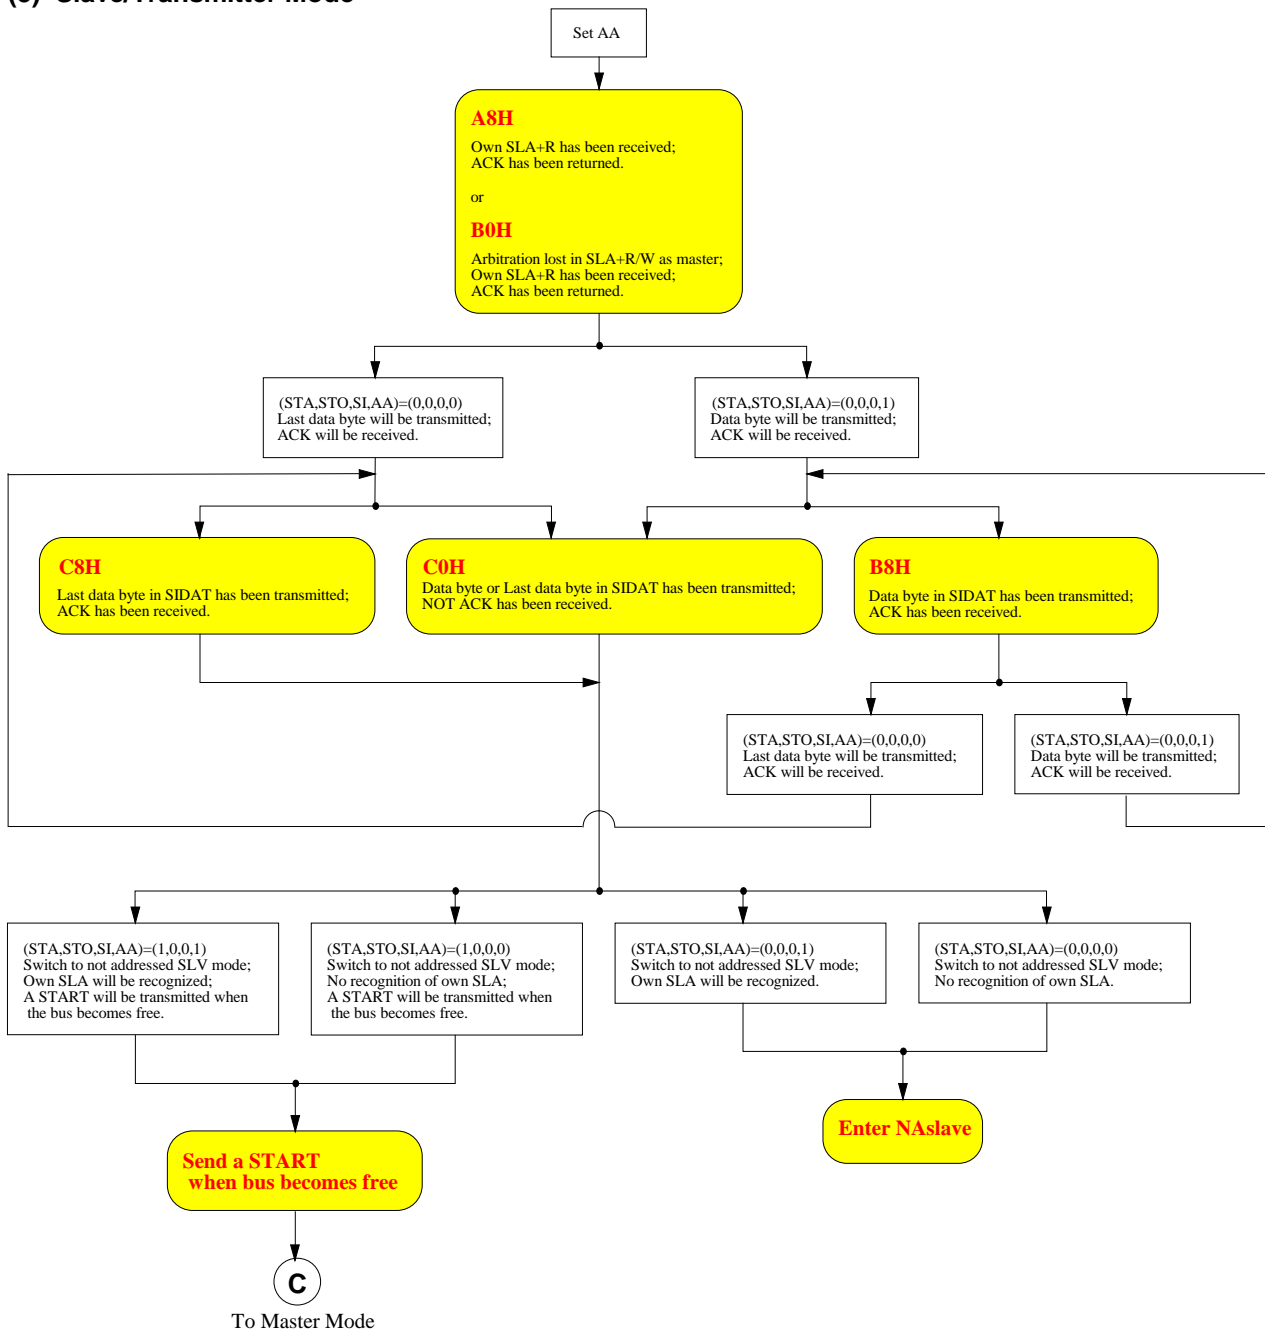 (3) Slave/Transmitter Mode
Set AA
A8H
Own SLA+R has been received;
ACK has been returned.
or
B0H
Arbitration lost in SLA+R/W as master;
Own SLA+R has been received;
ACK has been returned.
(STA,STO,SI,AA)=(0,0,0,0)
Last data byte will be transmitted;
ACK will be received.
(STA,STO,SI,AA)=(0,0,0,1)
Data byte will be transmitted;
ACK will be received.
C8H
Last data byte in SIDAT has been transmitted;
ACK has been received.
C0H
Data byte or Last data byte in SIDAT has been transmitted;
NOT ACK has been received.
B8H
Data byte in SIDAT has been transmitted;
ACK has been received.
(STA,STO,SI,AA)=(0,0,0,0)
Last data byte will be transmitted;
ACK will be received.
(STA,STO,SI,AA)=(0,0,0,1)
Data byte will be transmitted;
ACK will be received.
(STA,STO,SI,AA)=(1,0,0,1)
Switch to not addressed SLV mode;
Own SLA will be recognized;
A START will be transmitted when
the bus becomes free.
(STA,STO,SI,AA)=(1,0,0,0)
Switch to not addressed SLV mode;
No recognition of own SLA;
A START will be transmitted when
the bus becomes free.
(STA,STO,SI,AA)=(0,0,0,1)
Switch to not addressed SLV mode;
Own SLA will be recognized.
(STA,STO,SI,AA)=(0,0,0,0)
Switch to not addressed SLV mode;
No recognition of own SLA.
Enter NAslave
Send a START
when bus becomes free
C
To Master Mode